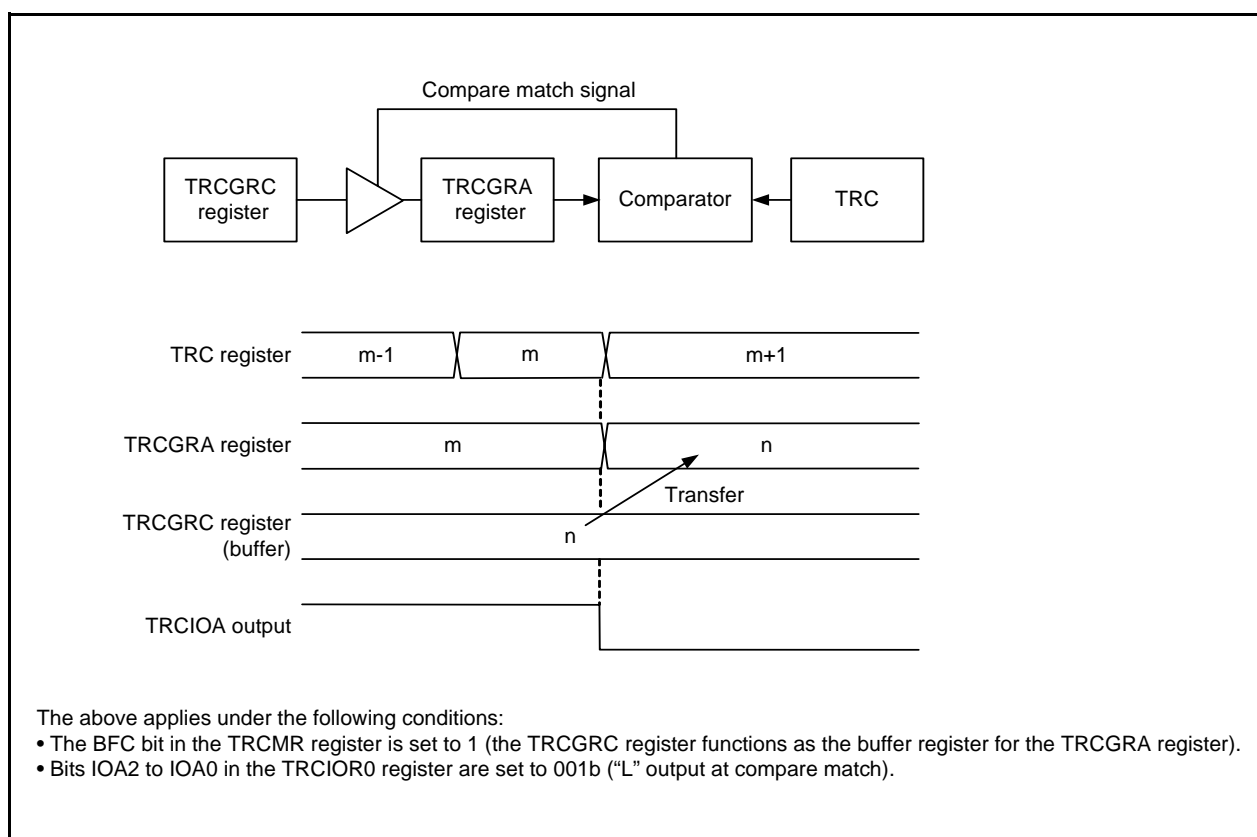 Compare match signal
TRCGRC
register
TRCGRA
register
Comparator
TRC
TRC register
m-1
m
m+1
TRCGRA register
m
n
Transfer
TRCGRC register
(buffer)
n
TRCIOA output
The above applies under the following conditions:
• The BFC bit in the TRCMR register is set to 1 (the TRCGRC register functions as the buffer register for the TRCGRA register).
• Bits IOA2 to IOA0 in the TRCIOR0 register are set to 001b (“L” output at compare match).